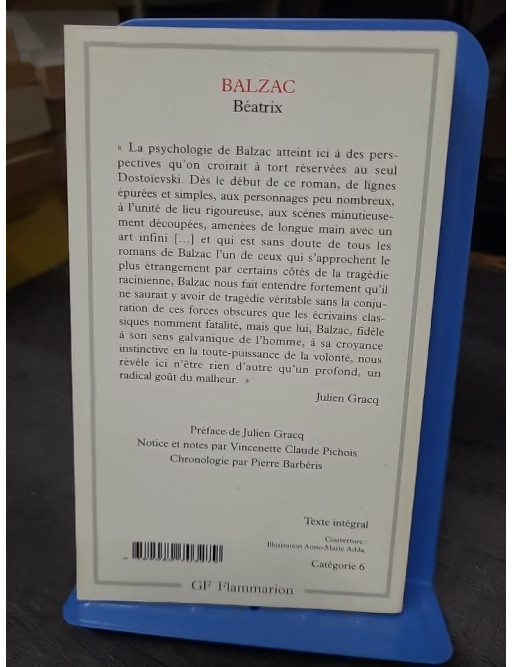 BALZAC
Béatrix
« La psychologie de Balzac atteint ici à des pers-
pectives qu'on croirait à tort réservées au seul
Dostoïevski. Dès le début de ce roman, de lignes
épurées et simples, aux personnages peu nombreux,
à l'unité de lieu rigoureuse, aux scènes minutieuse-
ment découpées, amenées de longue main avec un
art infini [...] et qui est sans doute de tous les
romans de Balzac l'un de ceux qui s'approchent le
plus étrangement par certains côtés de la tragédie
racinienne, Balzac nous fait entendre fortement qu'il
ne saurait y avoir de tragédie véritable sans la conju-
ration de ces forces obscures que les écrivains clas-
siques nomment fatalité, mais que lui, Balzac, fidèle
à son sens galvanique de l'homme, à sa croyance
instinctive en la toute-puissance de la volonté, nous
révèle ici n'être rien d'autre qu'un profond, un
radical goût du malheur. »
Julien Gracq
Préface de Julien Gracq
Notice et notes par Vincenette Claude Pichois
Chronologie par Pierre Barbéris
Texte intégral
Couverture :
Illustration Anne-Marie Adda.
Catégorie 6
GF Flammarion